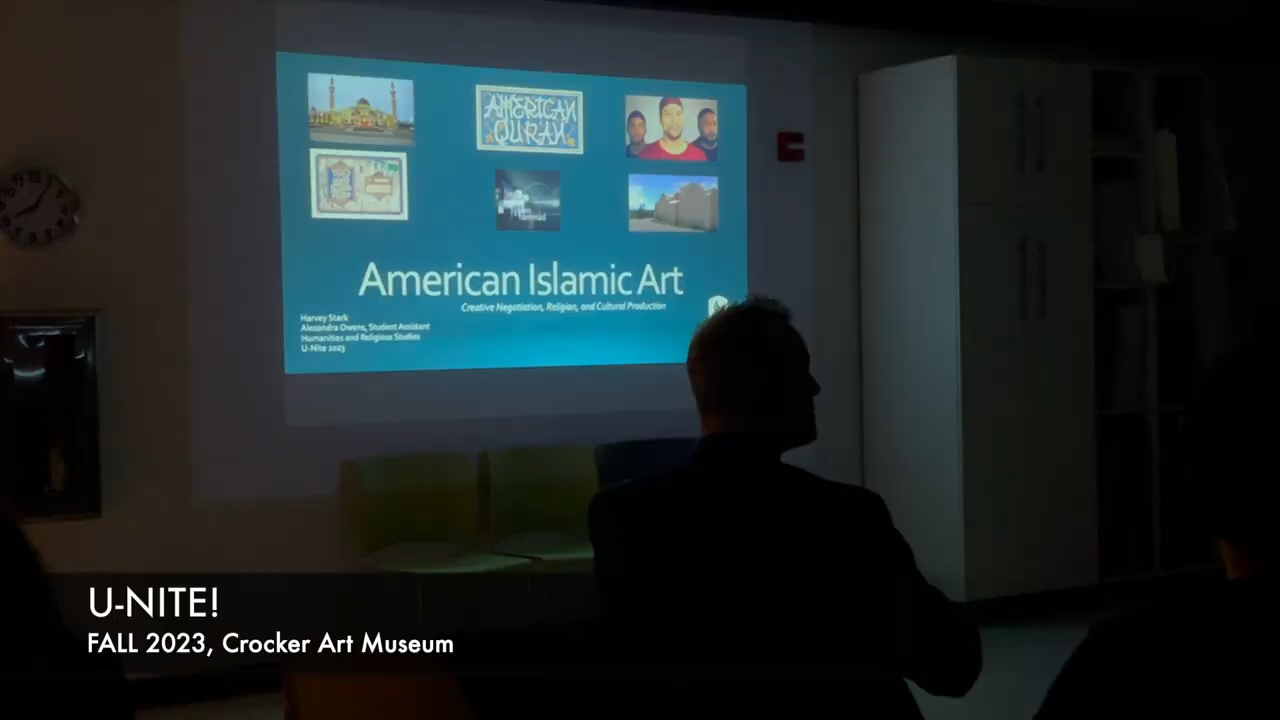 AMERICAN
QURAN
American Islamic Art
Creative Negotiation, Religion, and Cultural Production
Harvey Stark
Alexandra Owens, Student Assistant
Humanities and Religious Studies
U-Nite 2023
U-NITE!
FALL 2023, Crocker Art Museum